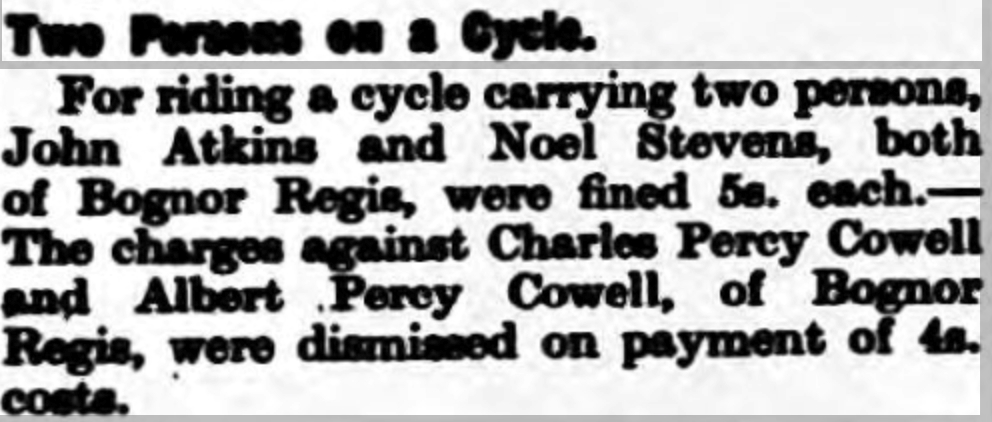 Two Persons on a Cycle.
For riding a cycle carrying two persons,
John Atkins and Noel Stevens, both
of Bognor Regis, were fined 5s. each.—
The charges against Charles Percy Cowell
and Albert Percy Cowell, of Bognor
Regis, were dismissed on payment of 4s.
costs.